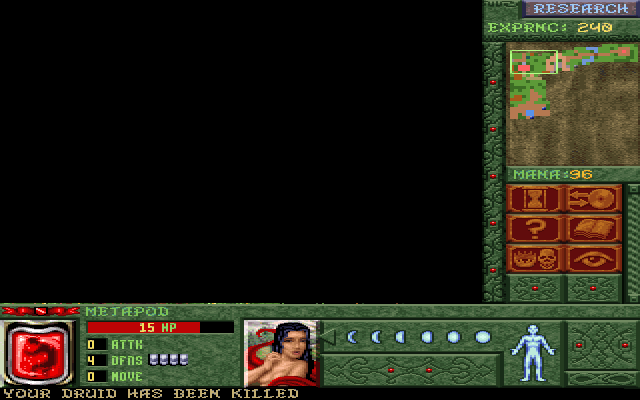 RESEARCH
EXPRNC: 240
MANA:96
METAPOD
15 HP
0 ATTK
4 DFNS
0 MOVE
YOUR DRUID HAS BEEN KILLED